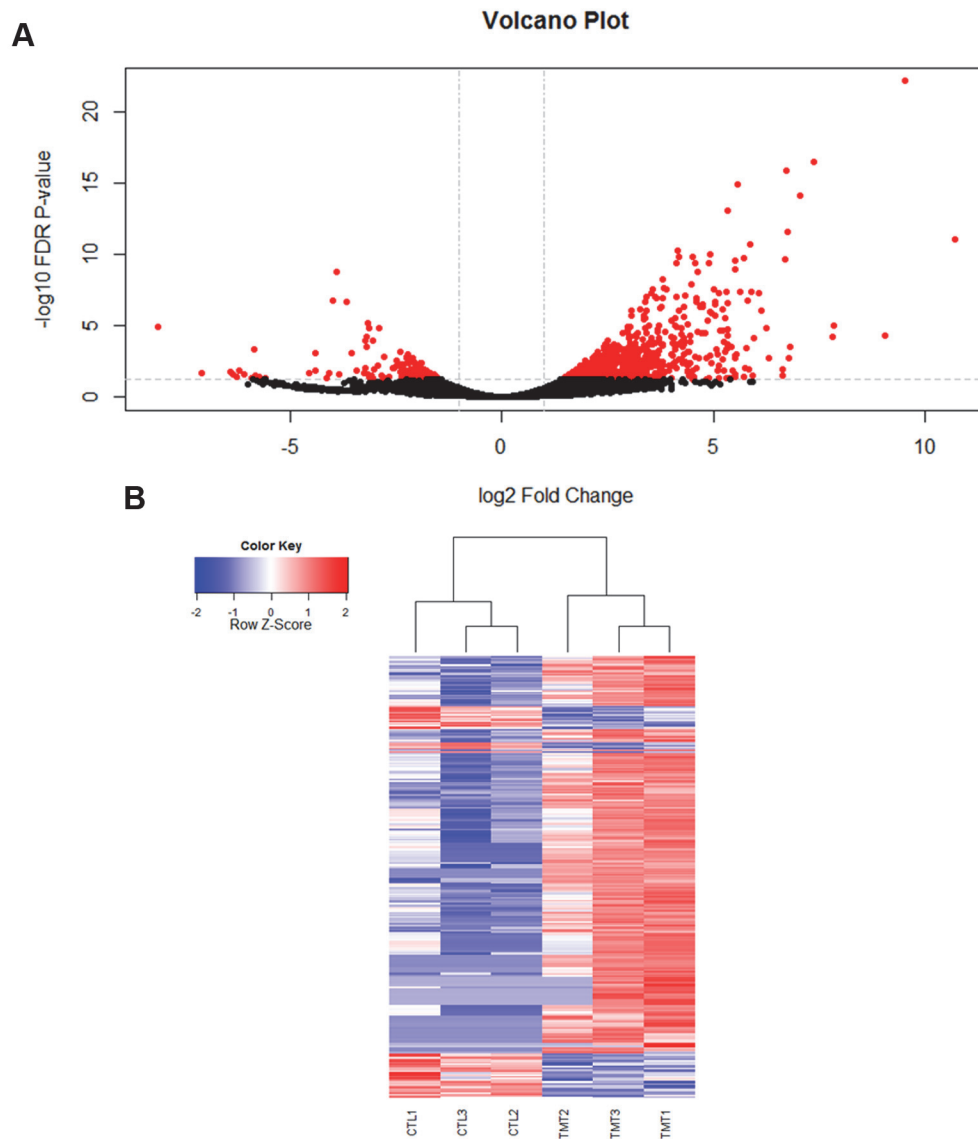 A
Volcano Plot
-log10 FDR P-value
20
15
10
5
0
-5
0
5
10
log2 Fold Change
B
Color Key
-2 -1 0 1 2
Row Z-Score
CTL1
CTL3
CTL2
TMT2
TMT3
TMT1